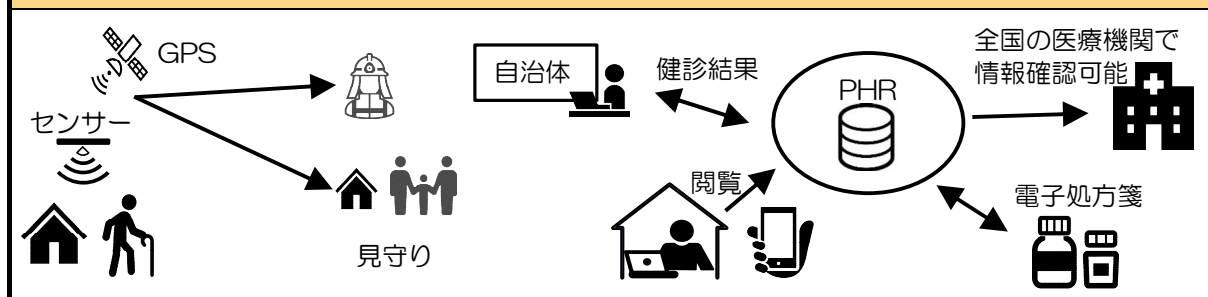 GPS
センサー
見守り
自治体
健診結果
PHR
全国の医療機関で
情報確認可能
閲覧
電子処方箋